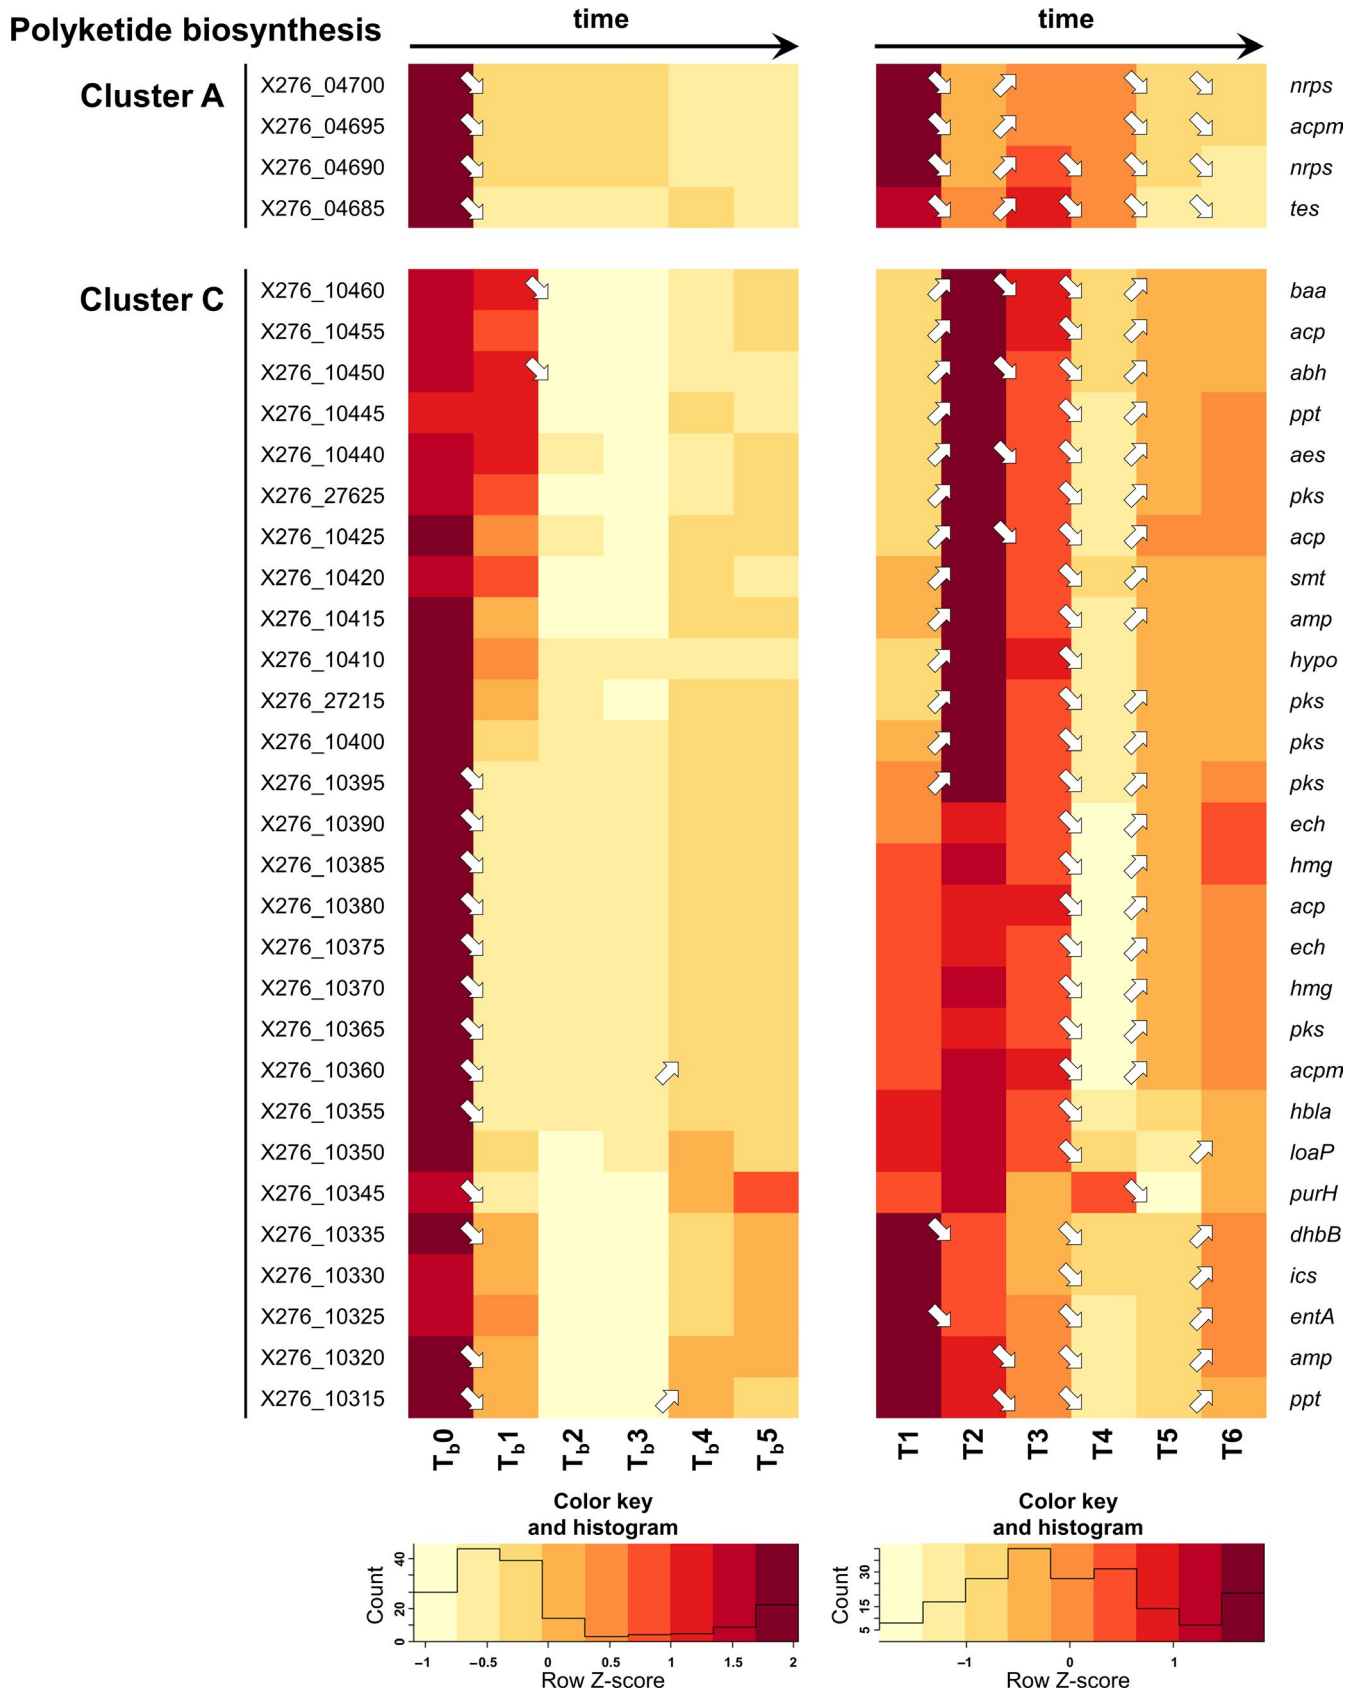 Polyketide biosynthesis
time
time
Cluster A
X276_04700
nrps
X276_04695
acpm
X276_04690
nrps
X276_04685
tes
Cluster C
X276_10460
baa
X276_10455
acp
X276_10450
abh
X276_10445
ppt
X276_10440
aes
X276_27625
pks
X276_10425
acp
X276_10420
smt
X276_10415
amp
X276_10410
hypo
X276_27215
pks
X276_10400
pks
X276_10395
pks
X276_10390
ech
X276_10385
hmg
X276_10380
acp
X276_10375
ech
X276_10370
hmg
X276_10365
pks
X276_10360
acpm
X276_10355
hbla
X276_10350
loaP
X276_10345
purH
X276_10335
dhbB
X276_10330
ics
X276_10325
entA
X276_10320
amp
X276_10315
ppt
Tb0 Tb1 Tb2 Tb3 Tb4 Tb5
T1 T2 T3 T4 T5 T6
Color key
and histogram
Count
40
20
0
−1 −0.5 0 0.5 1 1.5 2
Row Z-score
Color key
and histogram
Count
30
15
5
−1 0 1
Row Z-score